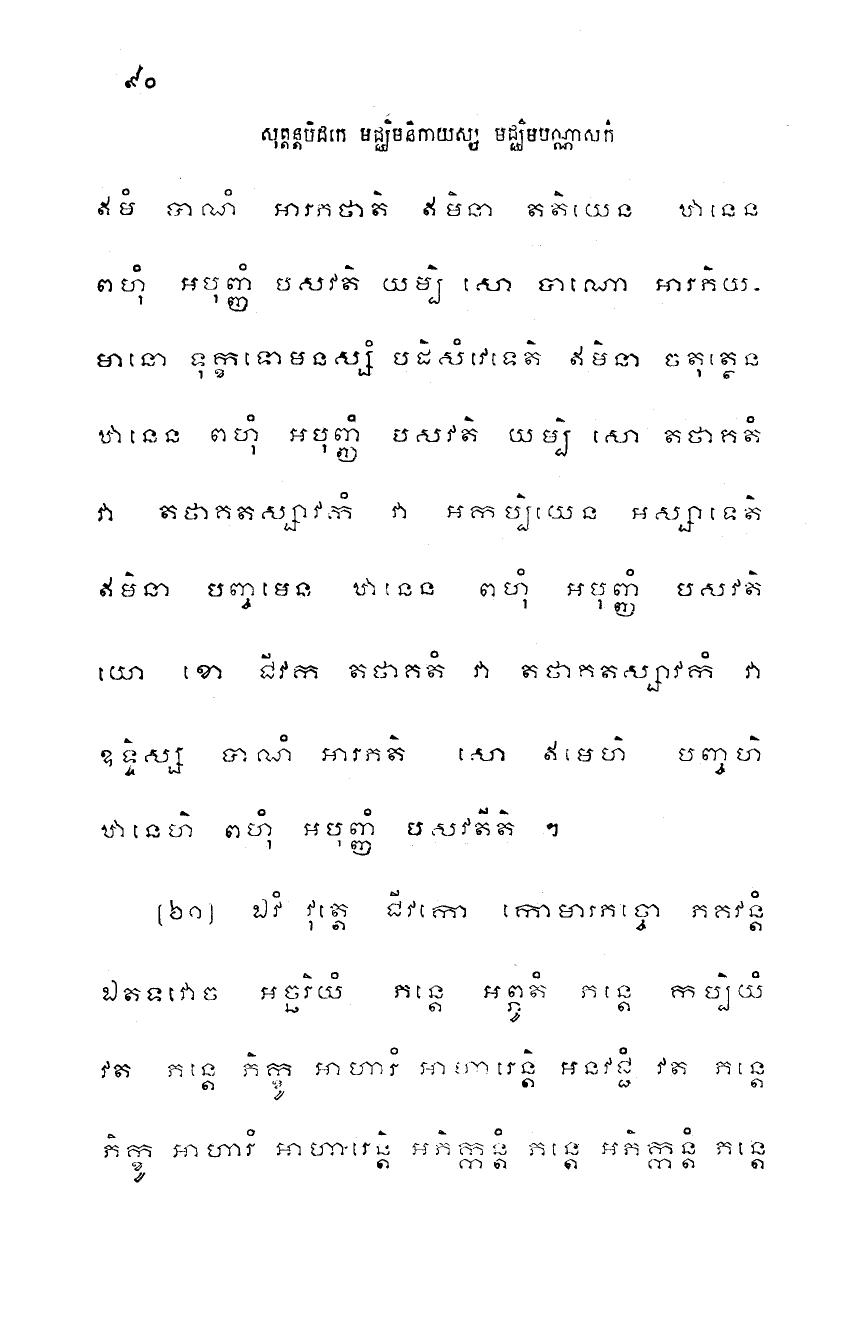 ៩០
សុត្តន្តបិដកេ មជ្ឈិមនិកាយស្ស មជ្ឈិមបណ្ណាសកំ
ឥមំ បាណំ អារភថាតិ ឥមិនា តតិយេន ឋានេន
ពហុំ អបុញ្ញំ បសវតិ យម្បិ សោ បាណោ អារភិយ-
មានោ ទុក្ខទោមនស្សំ បដិសំវេទេតិ ឥមិនា ចតុត្ថេន
ឋានេន ពហុំ អបុញ្ញំ បសវតិ យម្បិ សោ តថាគតំ
វា តថាគតស្សាវកំ វា អកប្បិយេន អស្សាទេតិ
ឥមិនា បញ្ចមេន ឋានេន ពហុំ អបុញ្ញំ បសវតិ
យោ ខោ ជីវក តថាគតំ វា តថាគតស្សាវកំ វា
ឧទ្ទិស្ស បាណំ អារភតិ សោ ឥមេហិ បញ្ចហិ
ឋានេហិ ពហុំ អបុញ្ញំ បសវតីតិ ។
(៦១) ឯវំ វុត្តេ ជីវកោ កោមារភច្ចោ ភគវន្តំ
ឯតទវោច អច្ឆរិយំ ភន្តេ អព្ភូតំ ភន្តេ កប្បិយំ
វត ភន្តេ ភិក្ខូ អាហារំ អាហារេន្តិ អនវជ្ជំ វត ភន្តេ
ភិក្ខូ អាហារំ អាហារេន្តិ អភិក្កន្តំ ភន្តេ អភិក្កន្តំ ភន្តេ